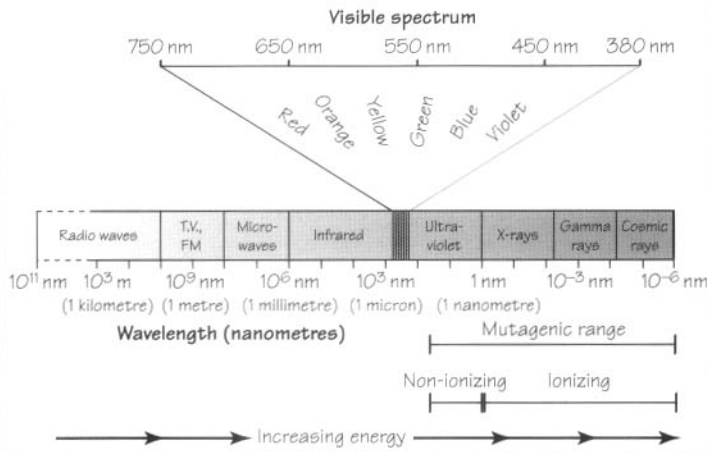 Visible spectrum
750 nm 650 nm 550 nm 450 nm 380 nm
Red Orange Yellow Green Blue Violet
Radio waves T.V., FM Micro-waves Infrared Ultra-violet X-rays Gamma rays Cosmic rays
10¹¹ nm 10³ m 10⁹ nm 10⁶ nm 10³ nm 1 nm 10⁻³ nm 10⁻⁶ nm
(1 kilometre) (1 metre) (1 millimetre) (1 micron) (1 nanometre)
Wavelength (nanometres)
Mutagenic range
Non-ionizing Ionizing
Increasing energy